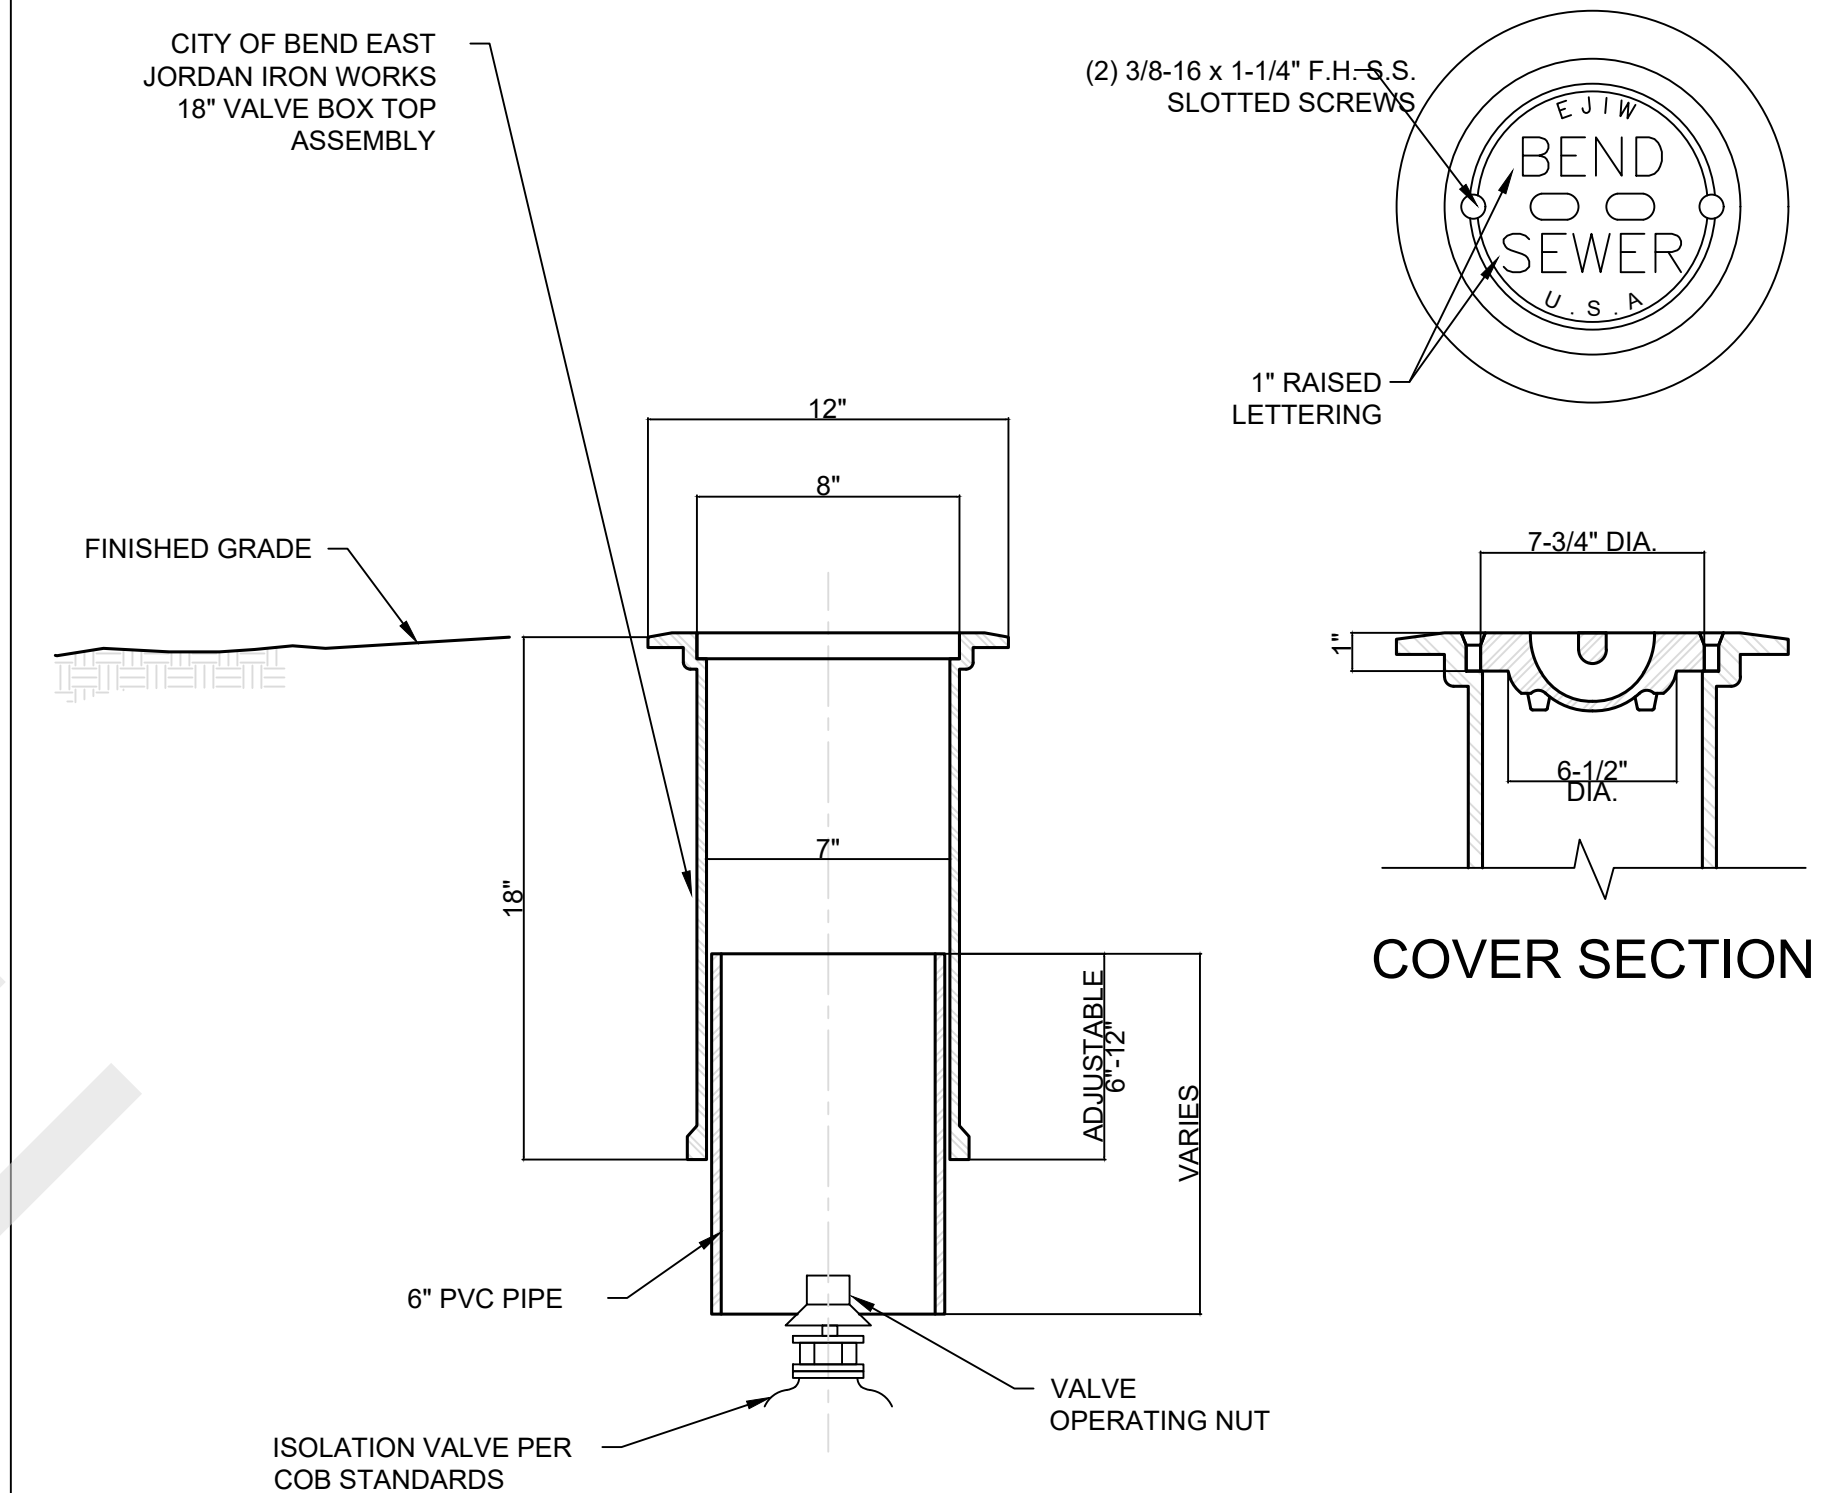 CITY OF BEND EAST
JORDAN IRON WORKS
18" VALVE BOX TOP
ASSEMBLY
(2) 3/8-16 x 1-1/4" F.H. S.S.
SLOTTED SCREWS
EJIW
BEND
SEWER
U.S.A
1" RAISED
LETTERING
12"
8"
FINISHED GRADE
7-3/4" DIA.
1"
6-1/2"
DIA.
7"
18"
COVER SECTION
ADJUSTABLE
6"-12"
VARIES
6" PVC PIPE
VALVE
OPERATING NUT
ISOLATION VALVE PER
COB STANDARDS